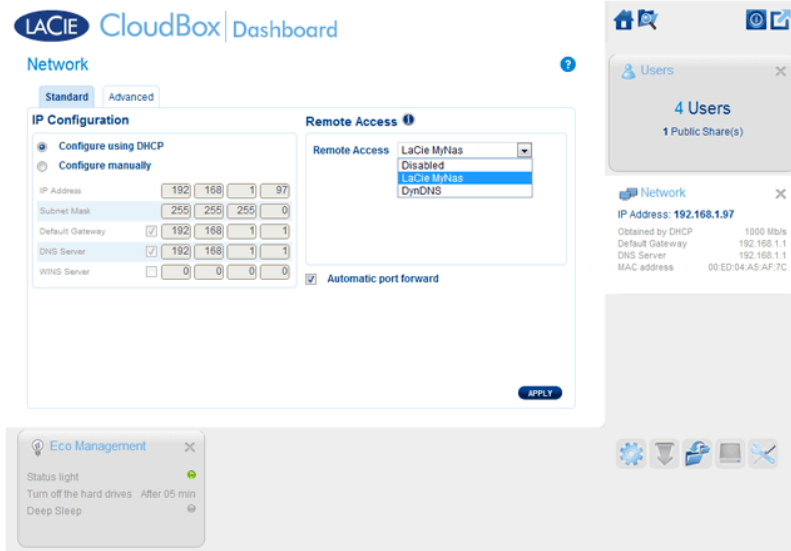 LACIE CloudBox Dashboard
Network
Standard Advanced
IP Configuration
Configure using DHCP
Configure manually
IP Address 192 168 1 97
Subnet Mask 255 255 255 0
Default Gateway 192 168 1 1
DNS Server 192 168 1 1
WINS Server 0 0 0 0
Remote Access
Remote Access LaCie MyNas
Disabled
LaCie MyNas
DynDNS
Automatic port forward
APPLY
Users
4 Users
1 Public Share(s)
Network
IP Address: 192.168.1.97
Obtained by DHCP 1000 Mb/s
Default Gateway 192.168.1.1
DNS Server 192.168.1.1
MAC address 00:ED:04:A5:AF:7C
Eco Management
Status light
Turn off the hard drives After 05 min
Deep Sleep